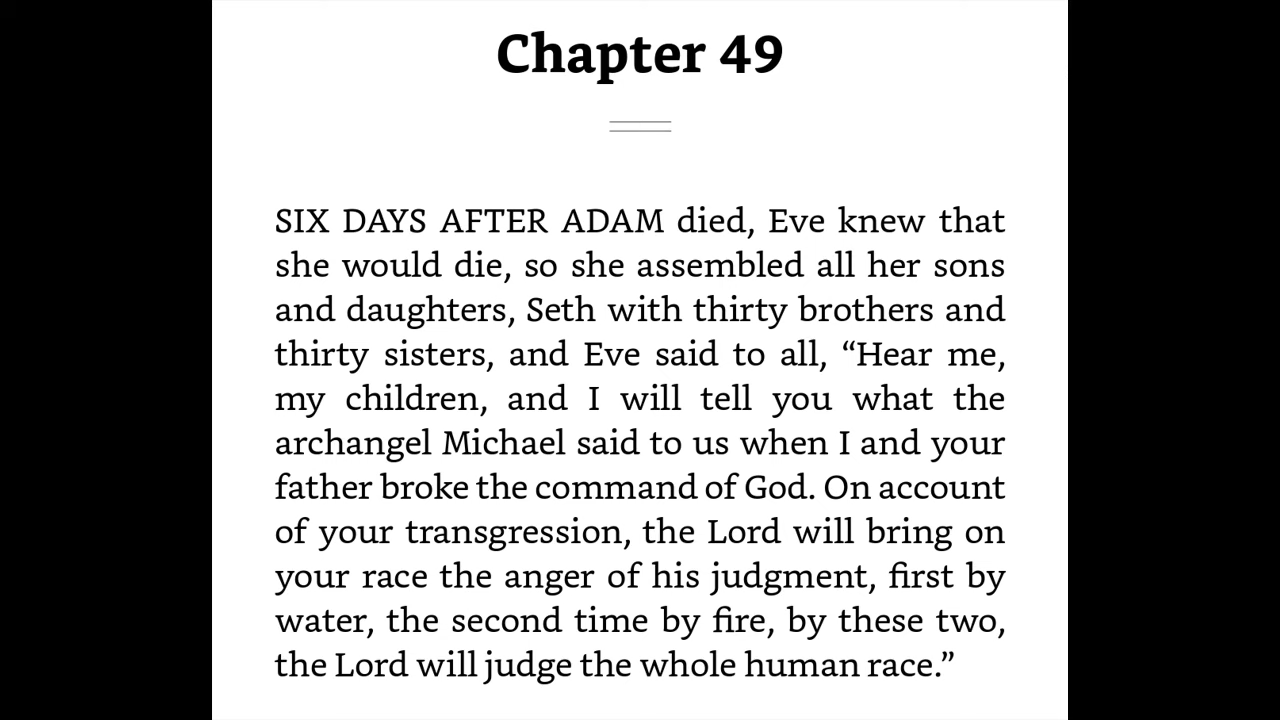 Chapter 49
SIX DAYS AFTER ADAM died, Eve knew that
she would die, so she assembled all her sons
and daughters, Seth with thirty brothers and
thirty sisters, and Eve said to all, “Hear me,
my children, and I will tell you what the
archangel Michael said to us when I and your
father broke the command of God. On account
of your transgression, the Lord will bring on
your race the anger of his judgment, first by
water, the second time by fire, by these two,
the Lord will judge the whole human race.”